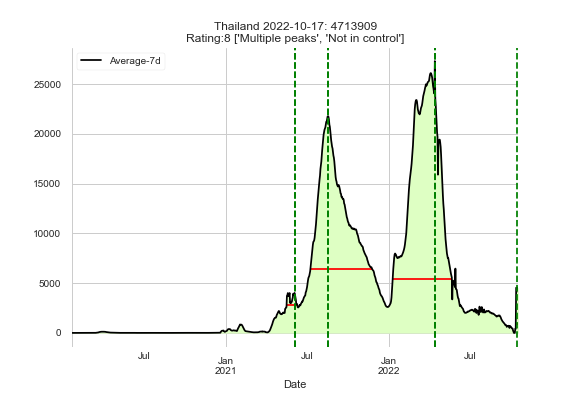 Thailand 2022-10-17: 4713909
Rating:8 ['Multiple peaks', 'Not in control']
Average-7d
25000
20000
15000
10000
5000
0
Jul
Jan
2021
Jul
Jan
2022
Jul
Date